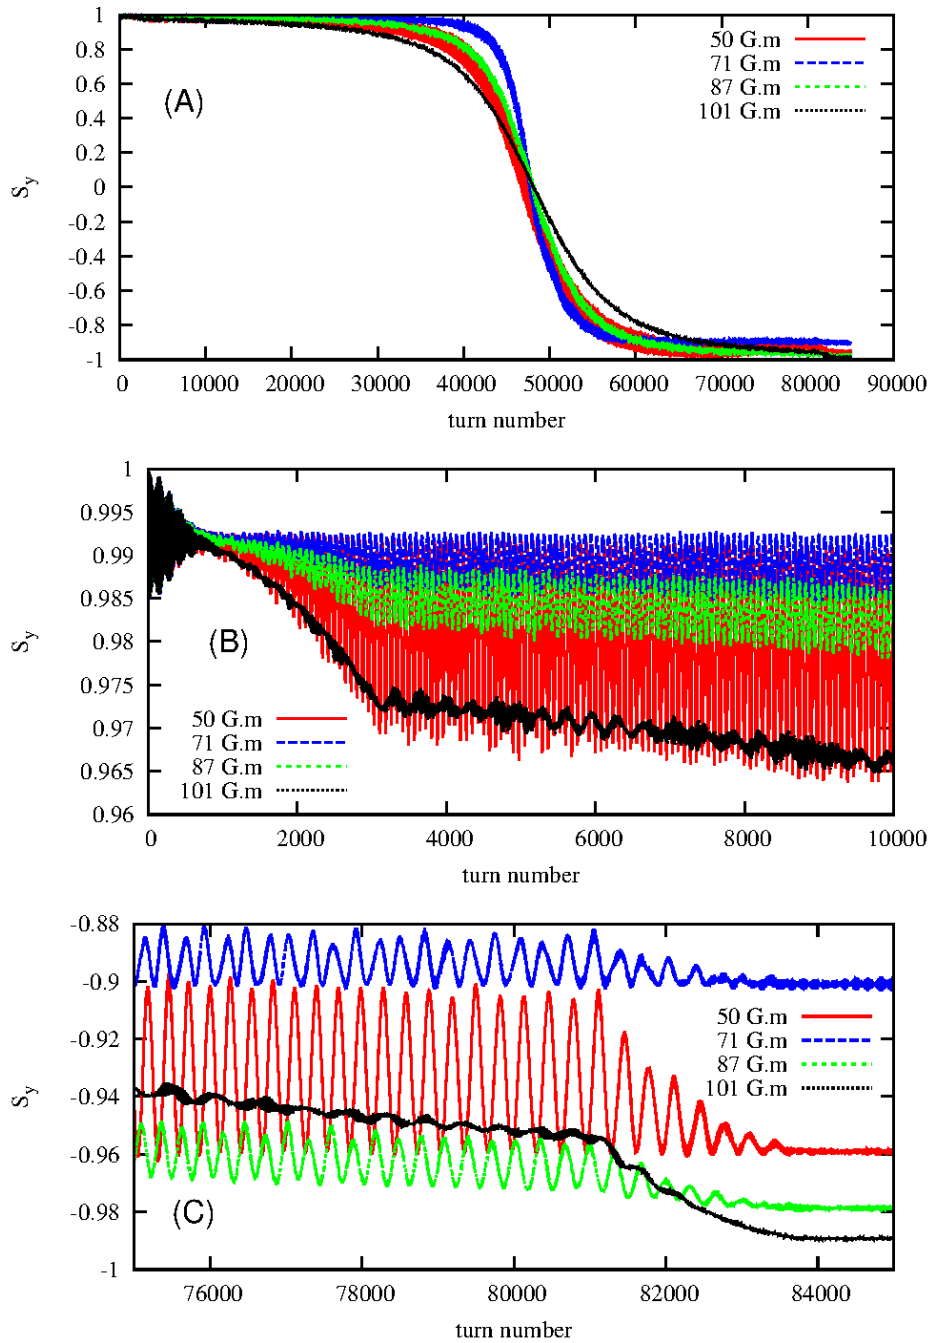 1
0.8
0.6
0.4
0.2
0
-0.2
-0.4
-0.6
-0.8
-1
S_y
(A)
50 G.m
71 G.m
87 G.m
101 G.m
0 10000 20000 30000 40000 50000 60000 70000 80000 90000
turn number
1
0.995
0.99
0.985
0.98
0.975
0.97
0.965
0.96
S_y
(B)
50 G.m
71 G.m
87 G.m
101 G.m
0 2000 4000 6000 8000 10000
turn number
-0.88
-0.9
-0.92
-0.94
-0.96
-0.98
-1
S_y
50 G.m
71 G.m
87 G.m
101 G.m
(C)
76000 78000 80000 82000 84000
turn number